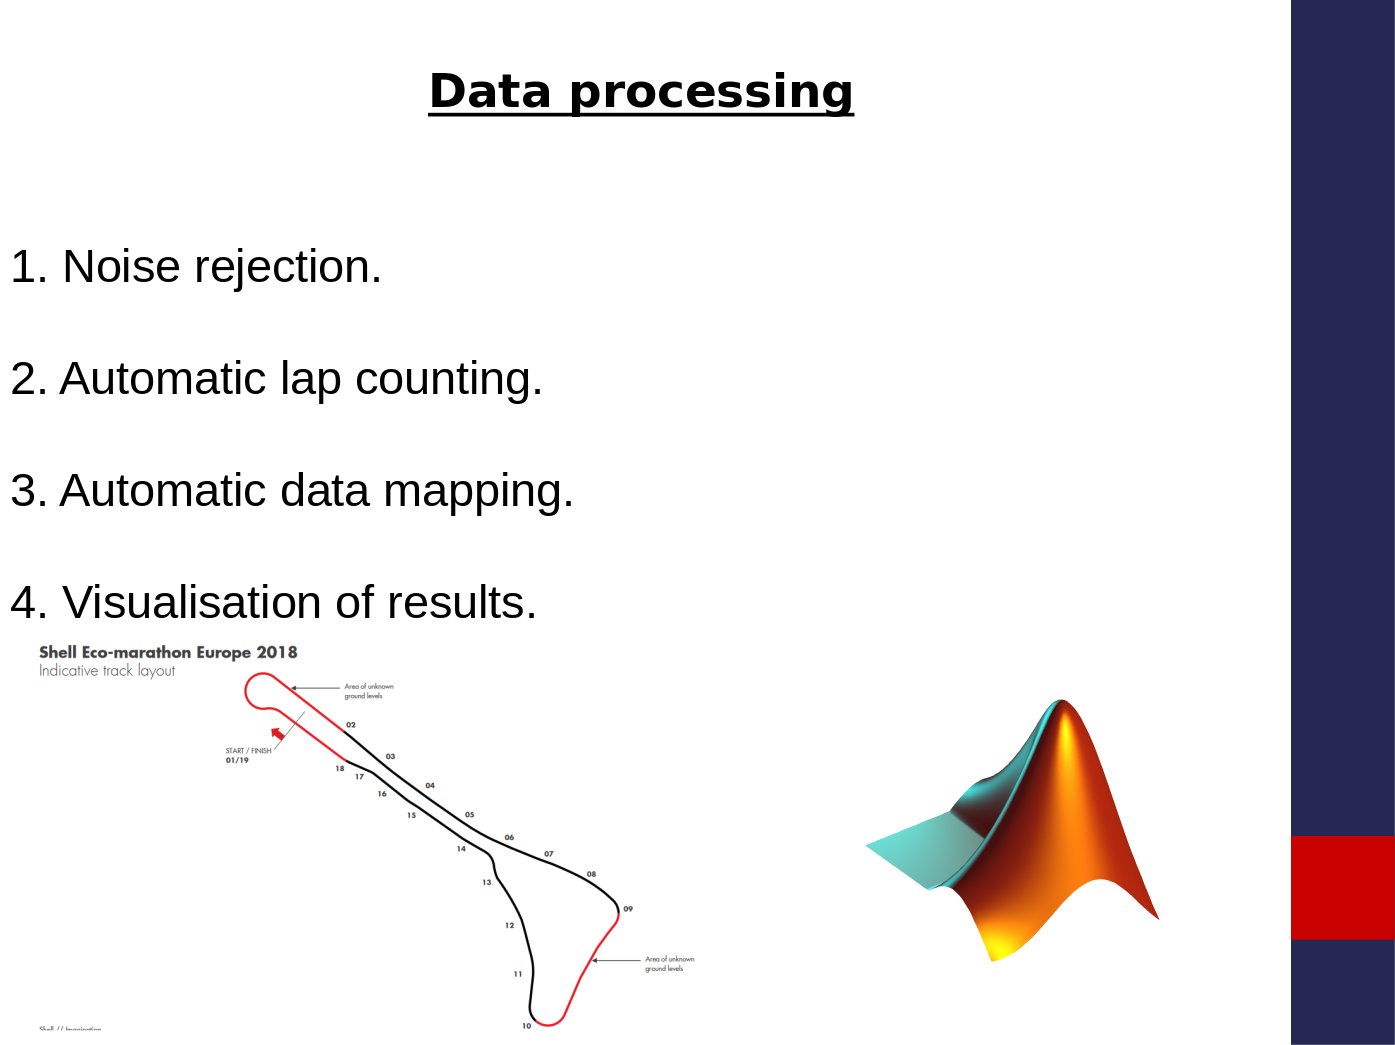 Data processing
1. Noise rejection.
2. Automatic lap counting.
3. Automatic data mapping.
4. Visualisation of results.
Shell Eco-marathon Europe 2018
Indicative track layout
Area of unknown
ground levels
02
START / FINISH
01/19
03
18
17
04
16
15
05
06
14
07
08
13
09
12
Area of unknown
ground levels
11
10